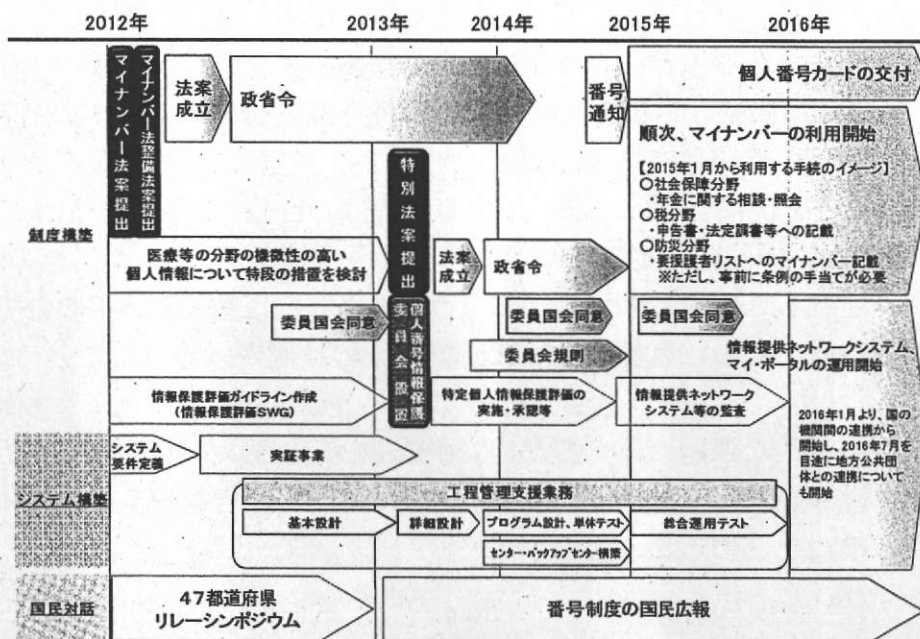 2012年
2013年
2014年
2015年
2016年
制度構築
マイナンバー法案提出
マイナンバー法整備法案提出
法案
成立
政省令
番号
通知
個人番号カードの交付
順次、マイナンバーの利用開始
【2015年1月から利用する手続のイメージ】
○社会保障分野
・年金に関する相談・照会
○税分野
・申告書・法定調書等への記載
○防災分野
・要援護者リストへのマイナンバー記載
※ただし、事前に条例の手当てが必要
特別法案提出
医療等の分野の機微性の高い
個人情報について特段の措置を検討
法案
成立
政省令
委員国会同意
個人番号情報保護
委員会設置
委員国会同意
委員国会同意
委員会規則
情報提供ネットワークシステム、
マイ・ポータルの運用開始
情報保護評価ガイドライン作成
(情報保護評価SWG)
特定個人情報保護評価の
実施・承認等
情報提供ネットワーク
システム等の監査
2016年1月より、国の
機関間の連携から
開始し、2016年7月を
目途に地方公共団
体との連携について
も開始
システム構築
システム
要件定義
実証事業
工程管理支援業務
基本設計
詳細設計
プログラム設計、単体テスト
総合運用テスト
センター・バックアップセンター構築
国民対話
47都道府県
リレーシンポジウム
番号制度の国民広報